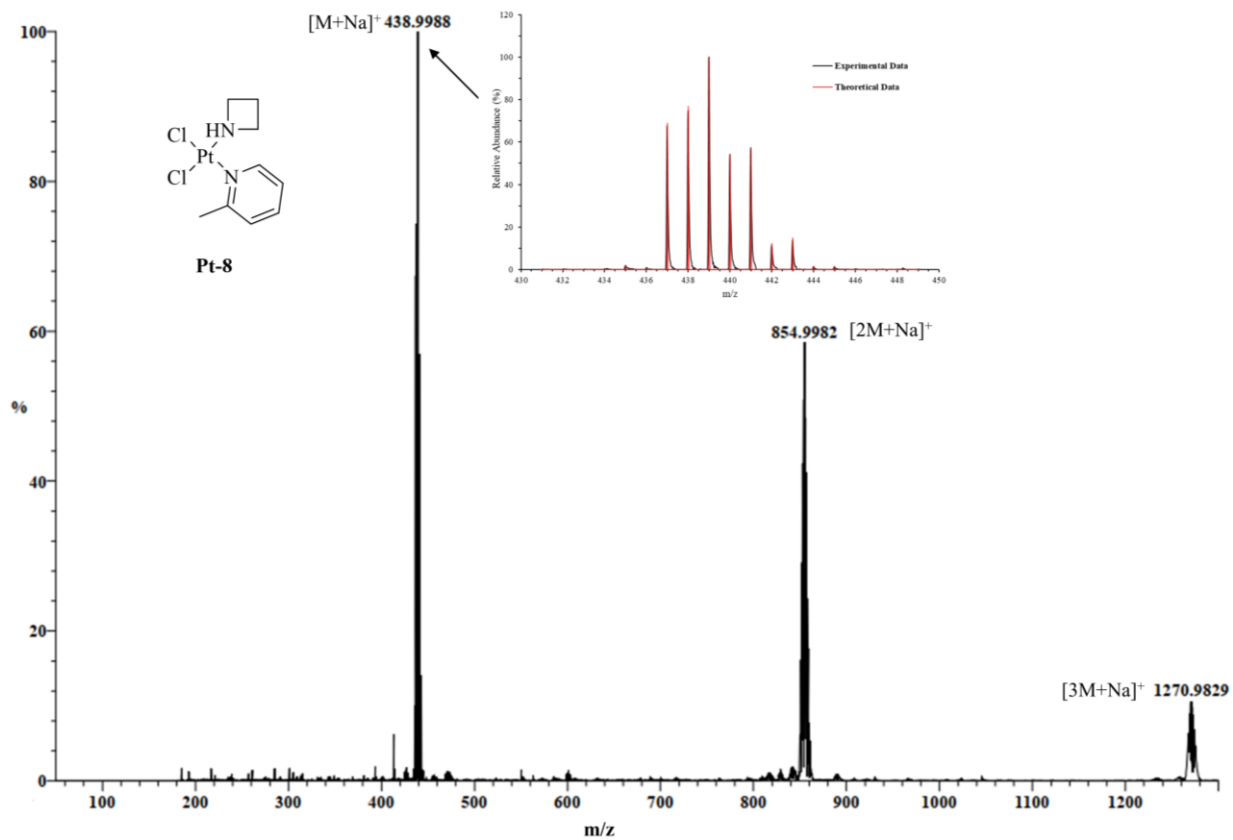 [M+Na]⁺ 438.9988
100
80
60
%
40
20
0
HN
Cl
Pt
Cl
N
Pt-8
120
100
80
60
40
20
0
Relative Abundance (%)
Experimental Data
Theoretical Data
430 432 434 436 438 440 442 444 446 448 450
m/z
854.9982 [2M+Na]⁺
[3M+Na]⁺ 1270.9829
100 200 300 400 500 600 700 800 900 1000 1100 1200
m/z